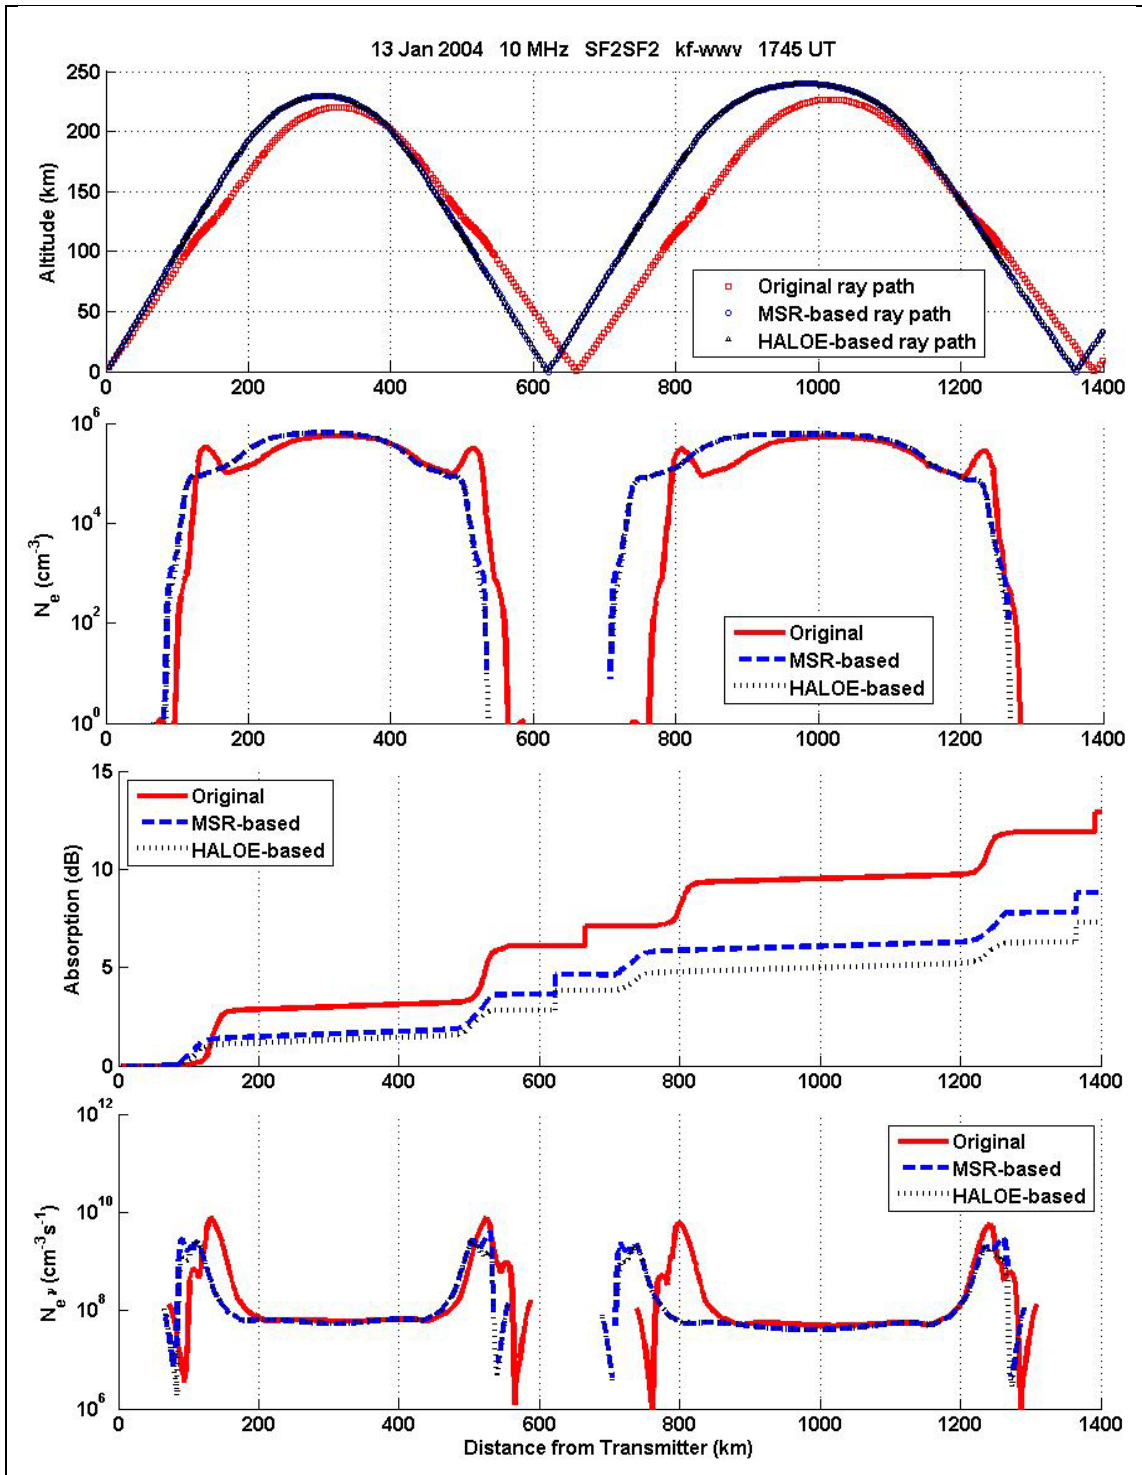 13 Jan 2004 10 MHz SF2SF2 kf-wwv 1745 UT
250
200
150
100
50
0
Altitude (km)
Original ray path
MSR-based ray path
HALOE-based ray path
0 200 400 600 800 1000 1200 1400
10^6
10^4
10^2
10^0
N_e (cm^-3)
Original
MSR-based
HALOE-based
0 200 400 600 800 1000 1200 1400
15
10
5
0
Absorption (dB)
Original
MSR-based
HALOE-based
0 200 400 600 800 1000 1200 1400
10^12
10^10
10^8
10^6
N_e ν (cm^-3 s^-1)
Original
MSR-based
HALOE-based
0 200 400 600 800 1000 1200 1400
Distance from Transmitter (km)